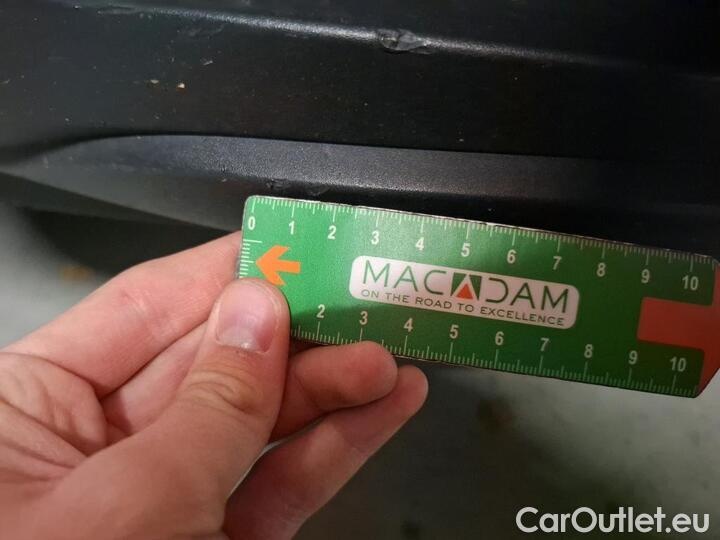 0 1 2 3 4 5 6 7 8 9 10
MACADAM
ON THE ROAD TO EXCELLENCE
2 3 4 5 6 7 8 9 10
CarOutlet.eu